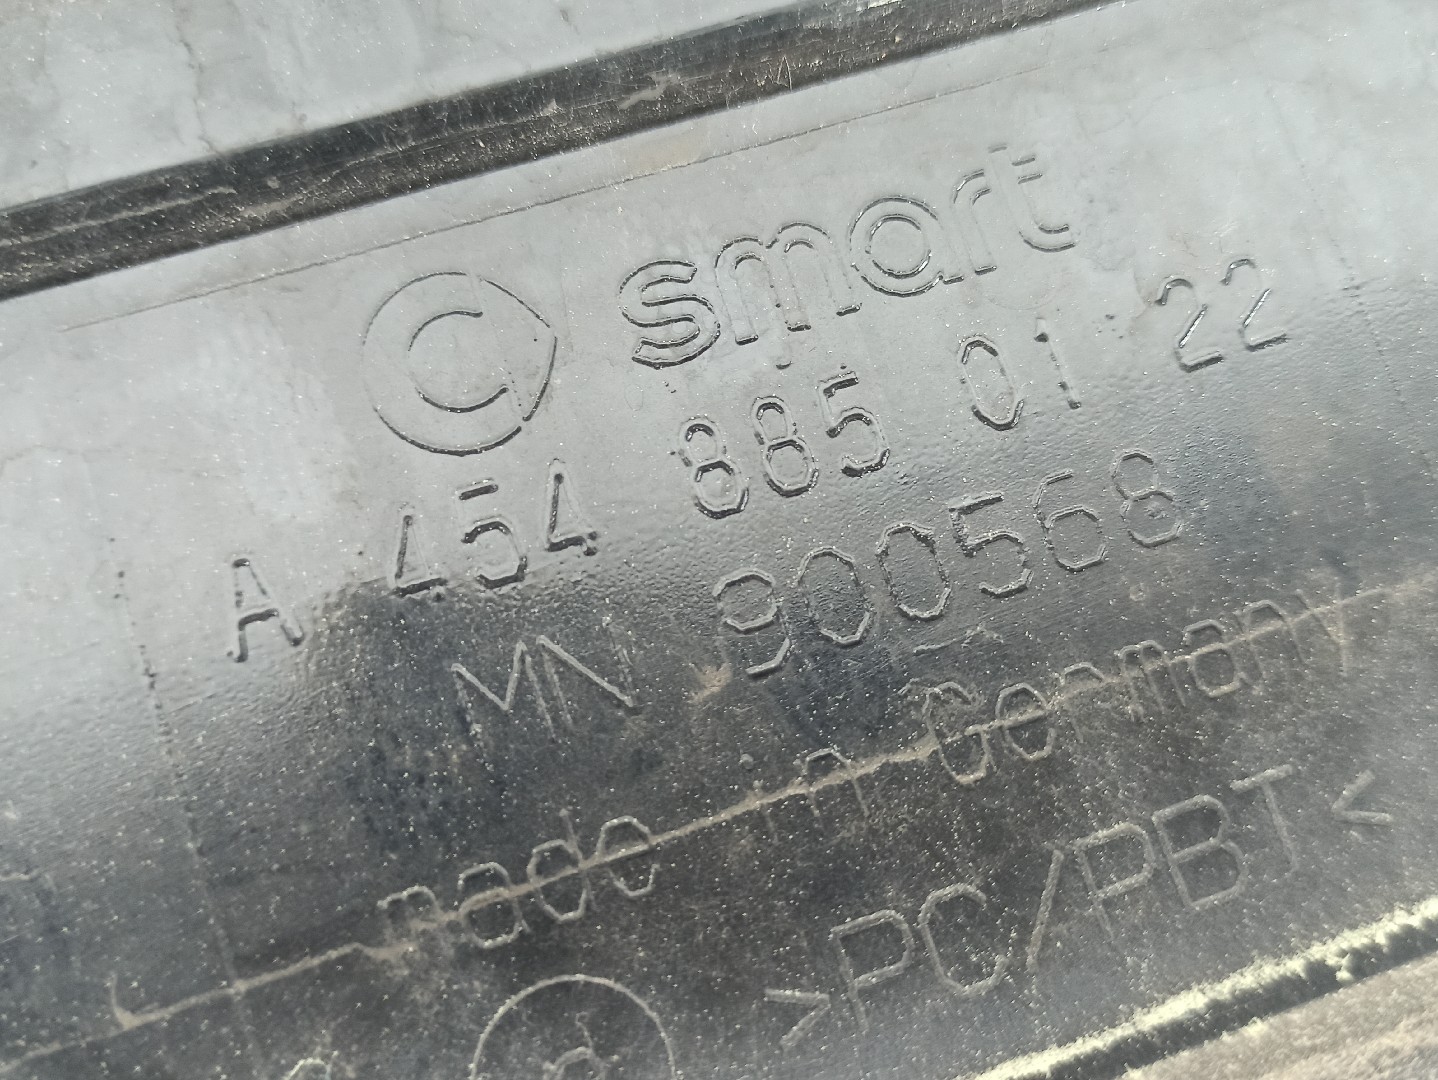 smart
A 454 885 01 22
MN 900568
made in Germany
>PC/PBT<